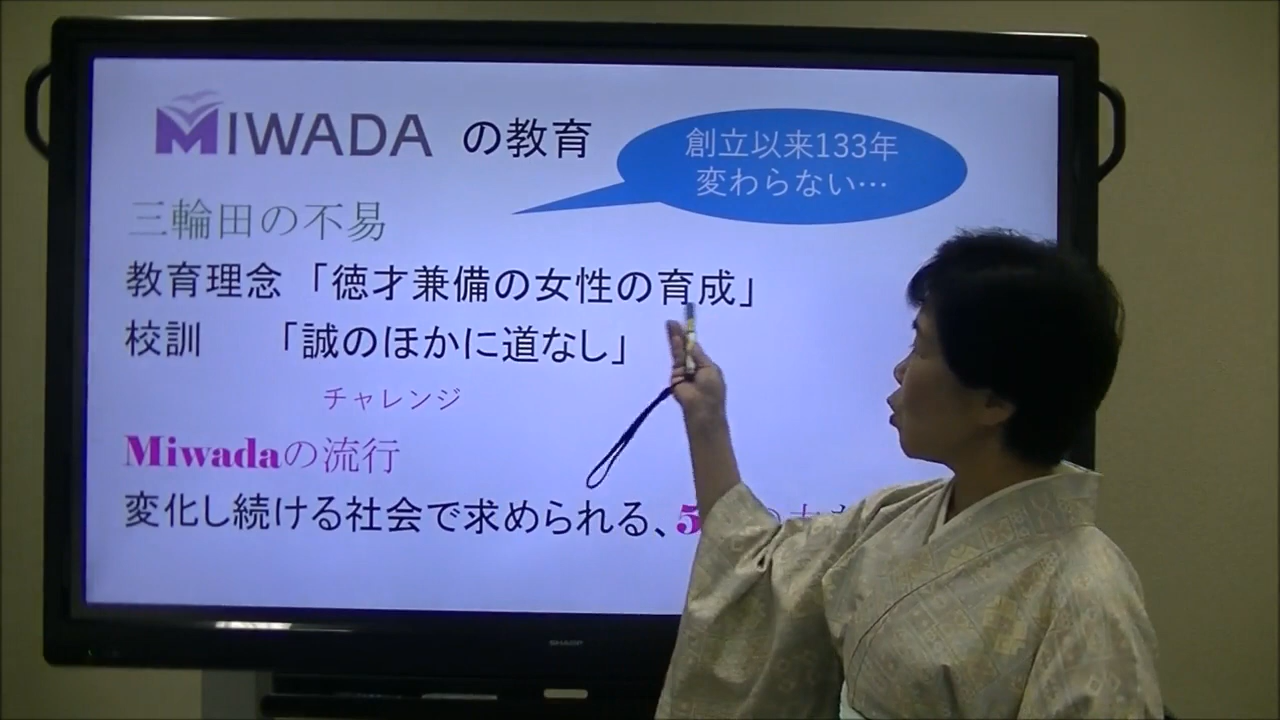 MIWADA の教育
創立以来133年
変わらない…
三輪田の不易
教育理念 「徳才兼備の女性の育成」
校訓 「誠のほかに道なし」
チャレンジ
Miwadaの流行
変化し続ける社会で求められる、5
SHARP